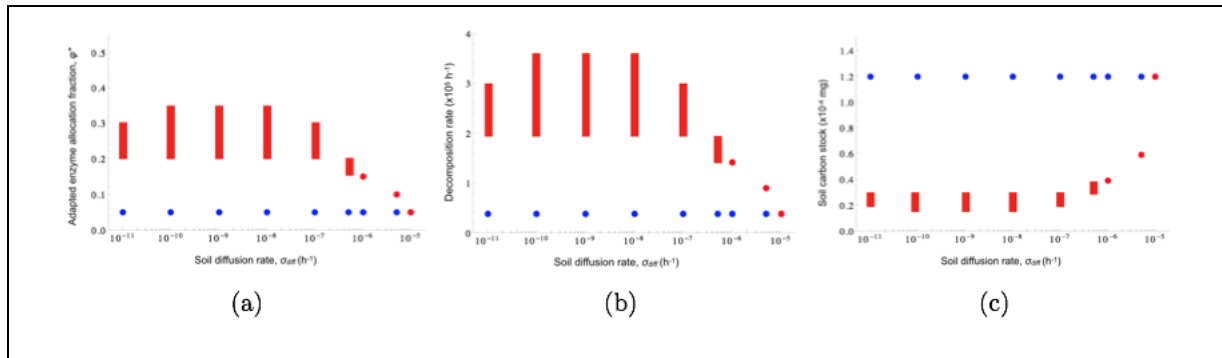 Adapted enzyme allocation fraction, φ*
0.5
0.4
0.3
0.2
0.1
0.0
10⁻¹¹ 10⁻¹⁰ 10⁻⁹ 10⁻⁸ 10⁻⁷ 10⁻⁶ 10⁻⁵
Soil diffusion rate, σdiff (h⁻¹)
(a)
Decomposition rate (x10⁵ h⁻¹)
4
3
2
1
0
10⁻¹¹ 10⁻¹⁰ 10⁻⁹ 10⁻⁸ 10⁻⁷ 10⁻⁶ 10⁻⁵
Soil diffusion rate, σdiff (h⁻¹)
(b)
Soil carbon stock (x10⁻⁴ mg)
1.4
1.2
1.0
0.8
0.6
0.4
0.2
0.0
10⁻¹¹ 10⁻¹⁰ 10⁻⁹ 10⁻⁸ 10⁻⁷ 10⁻⁶ 10⁻⁵
Soil diffusion rate, σdiff (h⁻¹)
(c)